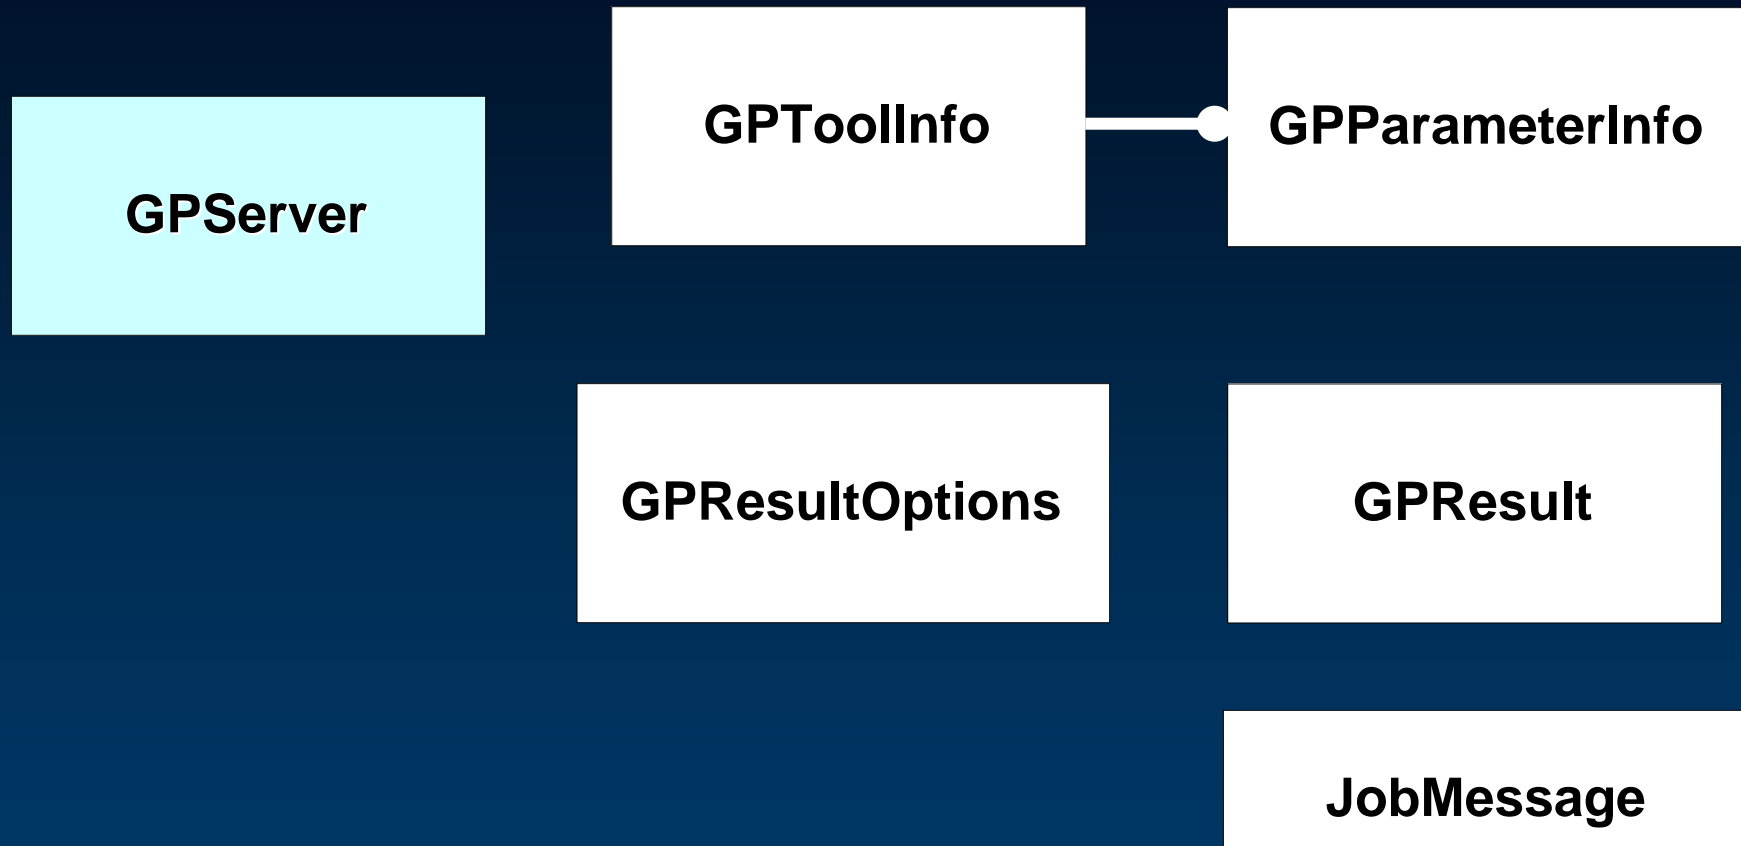 GPToolInfo
GPParameterInfo
GPServer
GPResultOptions
GPResult
JobMessage